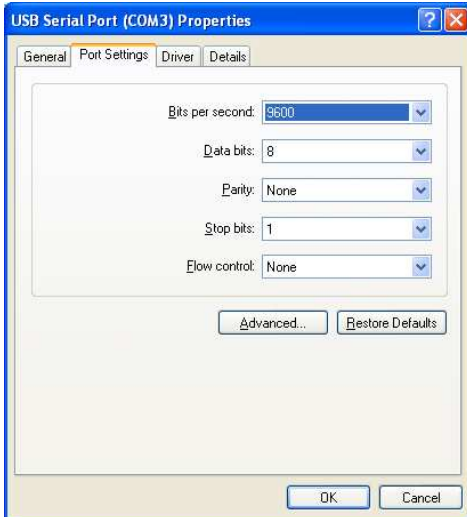 USB Serial Port (COM3) Properties
General Port Settings Driver Details
Bits per second: 9600
Data bits: 8
Parity: None
Stop bits: 1
Flow control: None
Advanced... Restore Defaults
OK Cancel